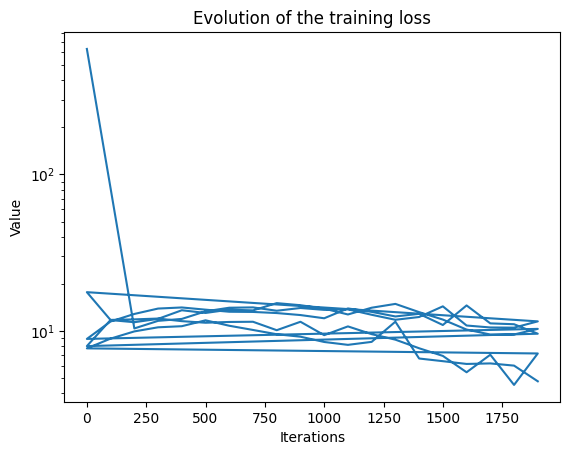 Evolution of the training loss
Value
10²
10¹
0 250 500 750 1000 1250 1500 1750
Iterations